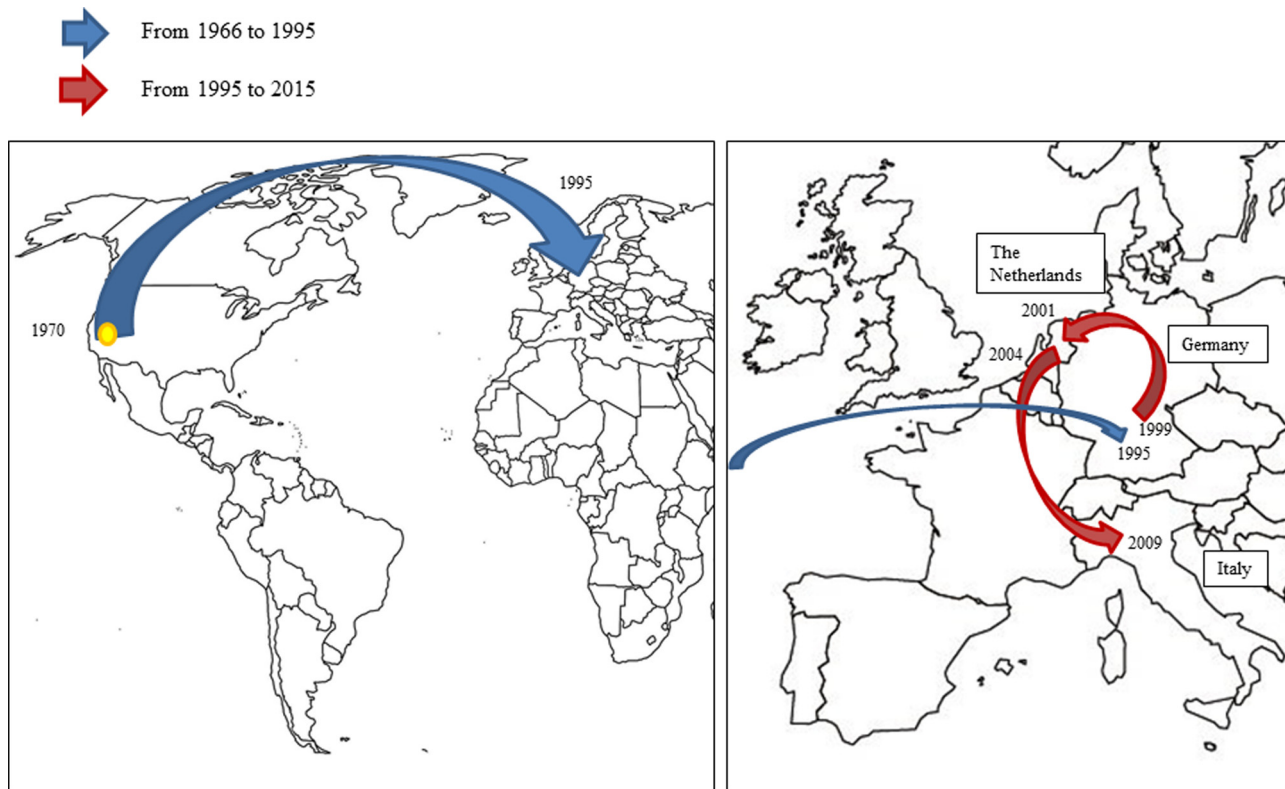 From 1966 to 1995
From 1995 to 2015
1995
1970
The
Netherlands
2001
2004
Germany
1999
1995
2009
Italy